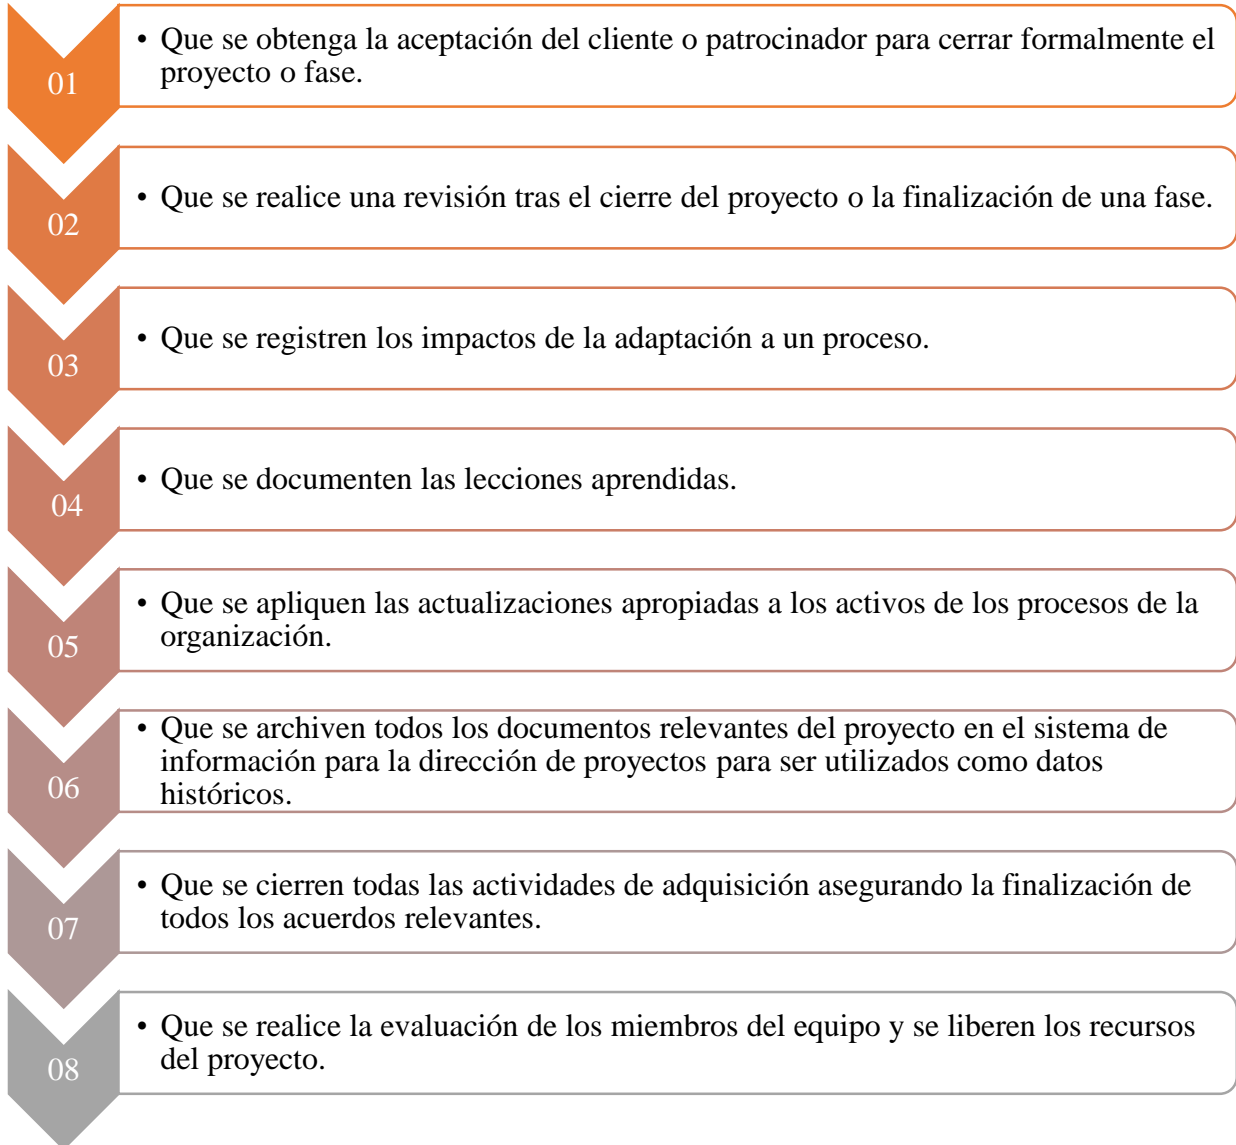 • Que se obtenga la aceptación del cliente o patrocinador para cerrar formalmente el
proyecto o fase.
01
• Que se realice una revisión tras el cierre del proyecto o la finalización de una fase.
02
• Que se registren los impactos de la adaptación a un proceso.
03
• Que se documenten las lecciones aprendidas.
04
• Que se apliquen las actualizaciones apropiadas a los activos de los procesos de la
organización.
05
• Que se archiven todos los documentos relevantes del proyecto en el sistema de
información para la dirección de proyectos para ser utilizados como datos
históricos.
06
• Que se cierren todas las actividades de adquisición asegurando la finalización de
todos los acuerdos relevantes.
07
• Que se realice la evaluación de los miembros del equipo y se liberen los recursos
del proyecto.
08